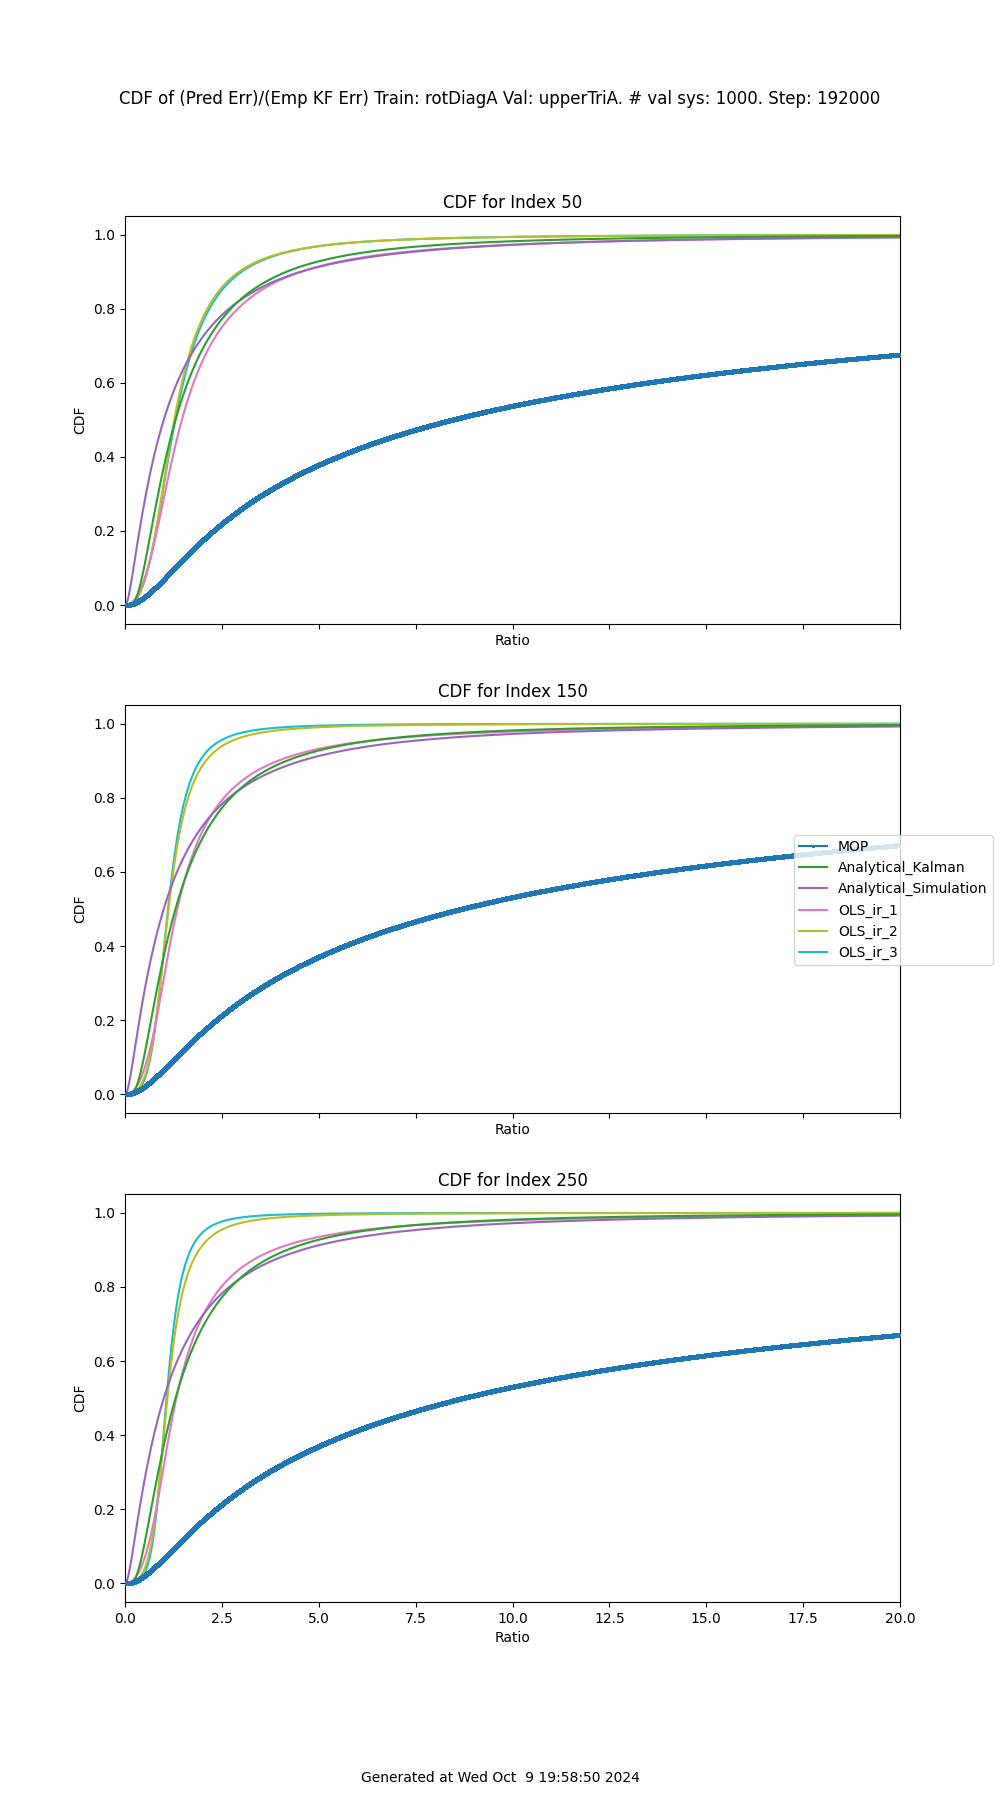 CDF of (Pred Err)/(Emp KF Err) Train: rotDiagA Val: upperTriA. # val sys: 1000. Step: 192000
CDF for Index 50
1.0
0.8
0.6
0.4
0.2
0.0
CDF
Ratio
CDF for Index 150
1.0
0.8
0.6
0.4
0.2
0.0
CDF
MOP
Analytical_Kalman
Analytical_Simulation
OLS_ir_1
OLS_ir_2
OLS_ir_3
Ratio
CDF for Index 250
1.0
0.8
0.6
0.4
0.2
0.0
CDF
0.0 2.5 5.0 7.5 10.0 12.5 15.0 17.5 20.0
Ratio
Generated at Wed Oct  9 19:58:50 2024